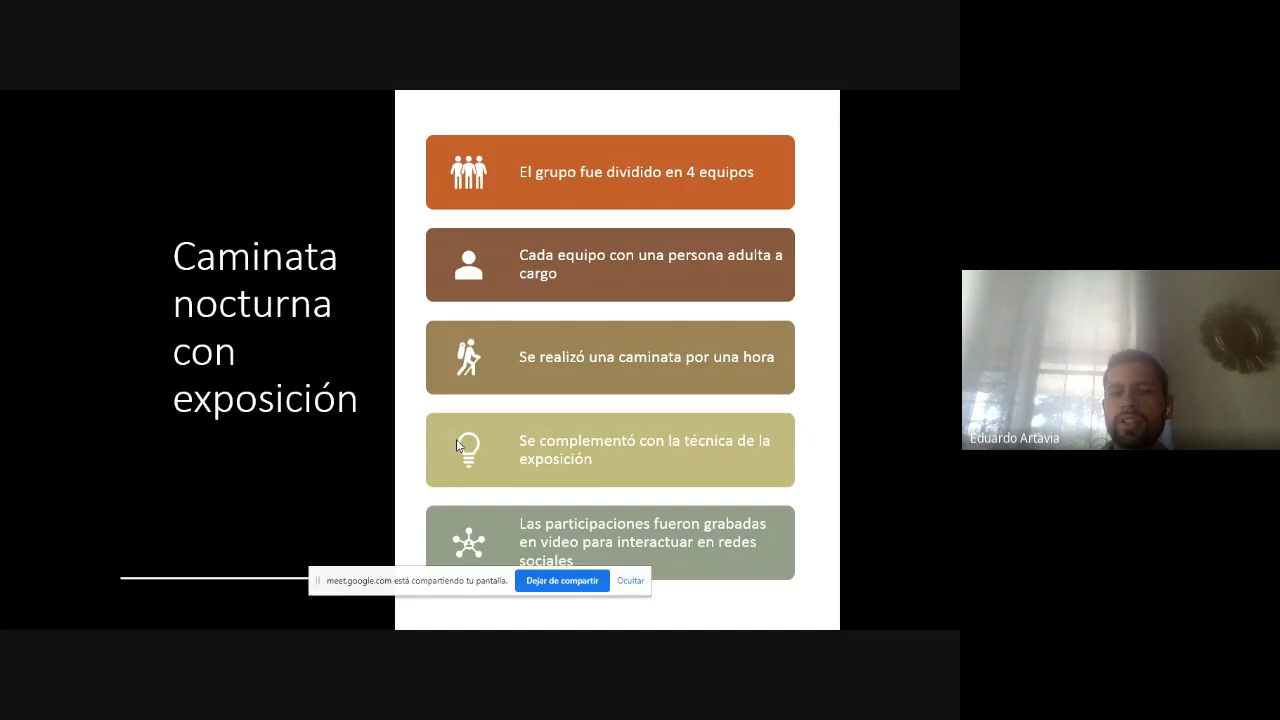 Caminata
nocturna
con
exposición
El grupo fue dividido en 4 equipos
Cada equipo con una persona adulta a
cargo
Se realizó una caminata por una hora
Se complementó con la técnica de la
exposición
Las participaciones fueron grabadas
en video para interactuar en redes
sociales
meet.google.com está compartiendo tu pantalla.
Dejar de compartir
Ocultar
Eduardo Artavia